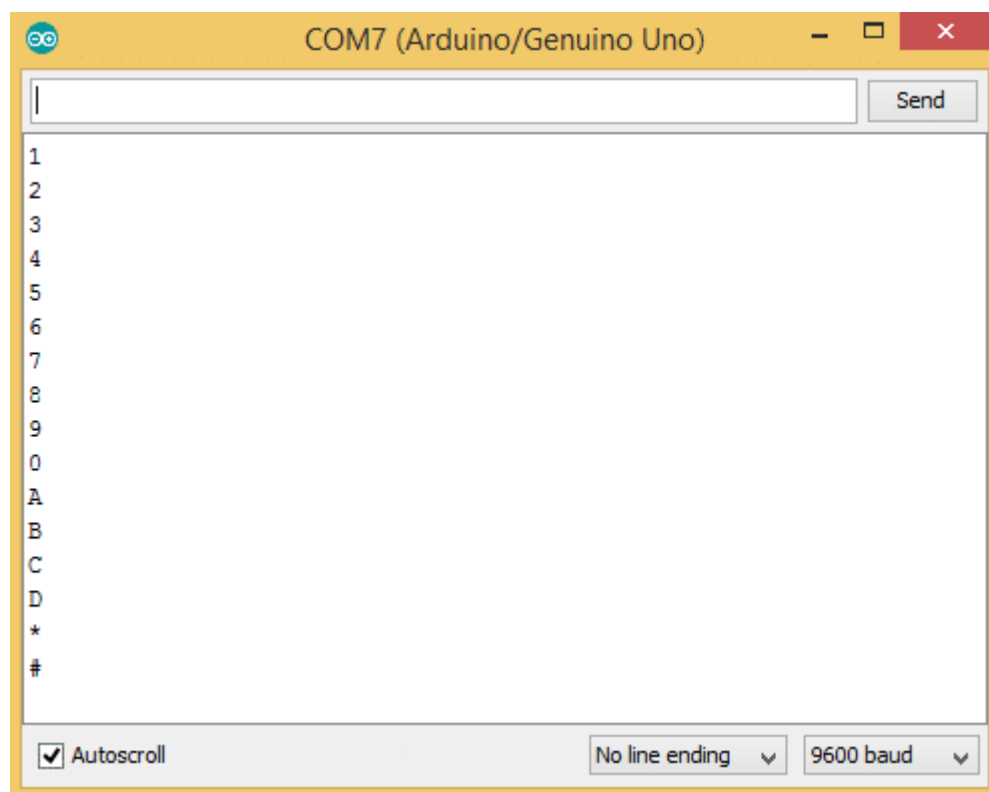 COM7 (Arduino/Genuino Uno)
Send
1
2
3
4
5
6
7
8
9
0
A
B
C
D
*
#
Autoscroll
No line ending
9600 baud